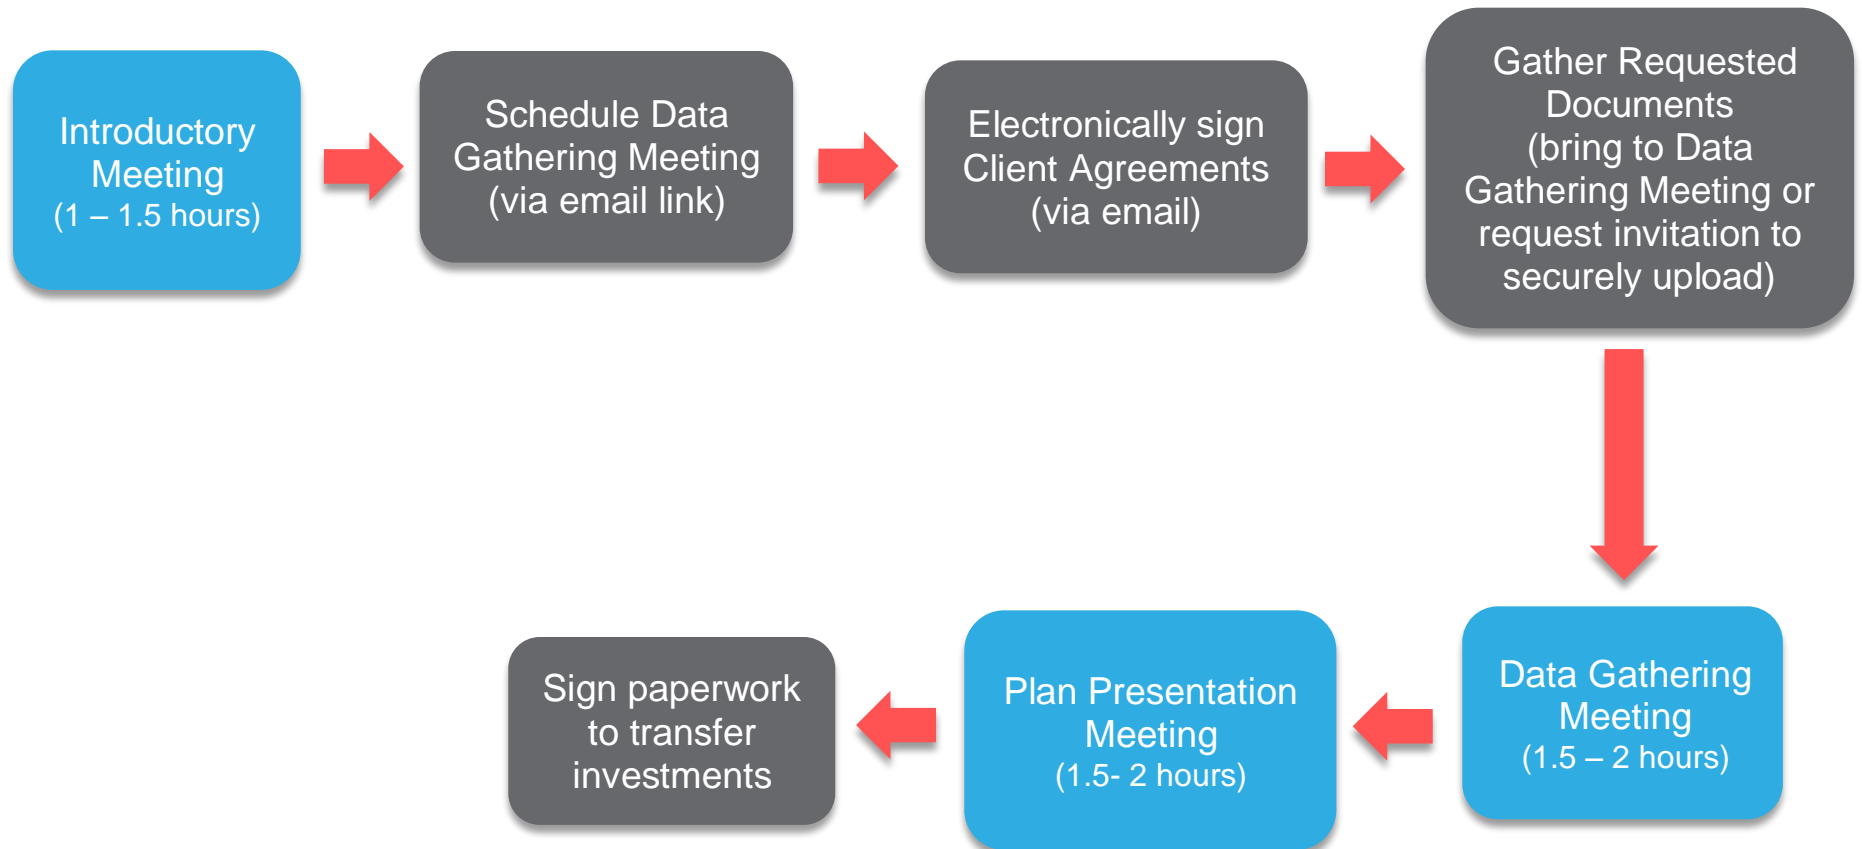 Introductory
Meeting
(1 – 1.5 hours)
Schedule Data
Gathering Meeting
(via email link)
Electronically sign
Client Agreements
(via email)
Gather Requested
Documents
(bring to Data
Gathering Meeting or
request invitation to
securely upload)
Data Gathering
Meeting
(1.5 – 2 hours)
Plan Presentation
Meeting
(1.5- 2 hours)
Sign paperwork
to transfer
investments